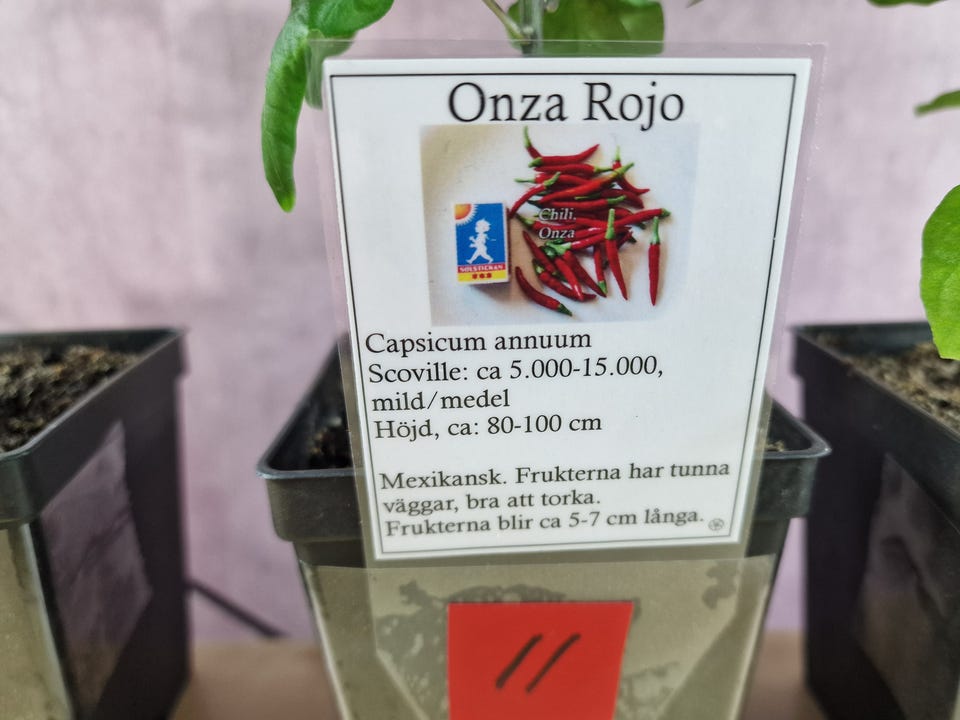 Onza Rojo
Chili.
Onza
SOLSTICKAN
Capsicum annuum
Scoville: ca 5.000-15.000,
mild/medel
Höjd, ca: 80-100 cm
Mexikansk. Frukterna har tunna
väggar, bra att torka.
Frukterna blir ca 5-7 cm långa.
11